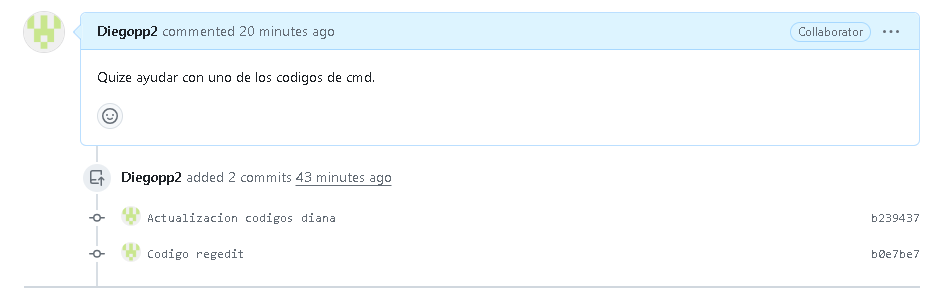 Diegopp2 commented 20 minutes ago Collaborator ...
Quize ayudar con uno de los codigos de cmd.
Diegopp2 added 2 commits 43 minutes ago
Actualizacion codigos diana b239437
Codigo regedit b0e7be7